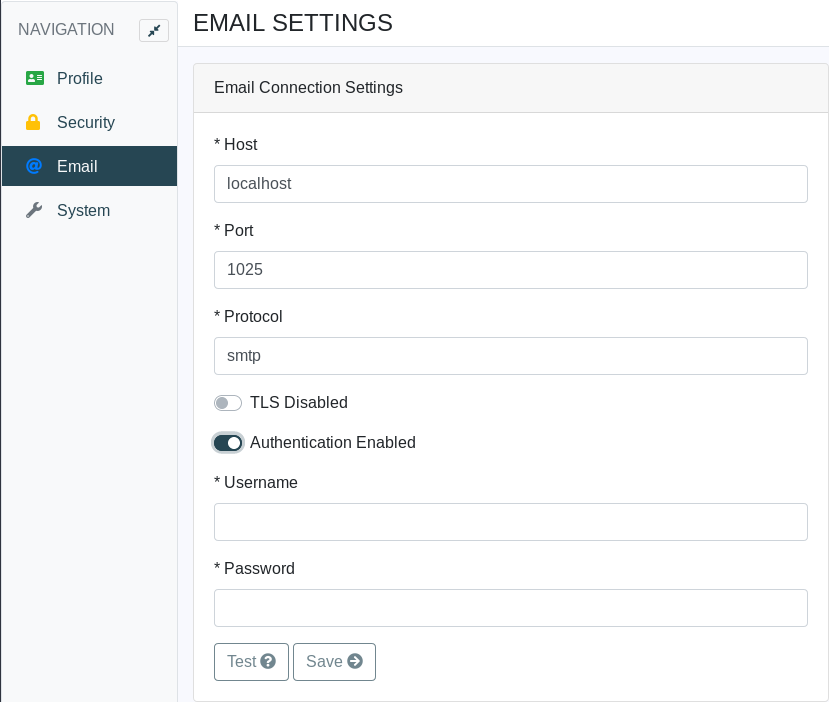 NAVIGATION
Profile
Security
Email
System
EMAIL SETTINGS
Email Connection Settings
* Host
localhost
* Port
1025
* Protocol
smtp
TLS Disabled
Authentication Enabled
* Username
* Password
Test
Save